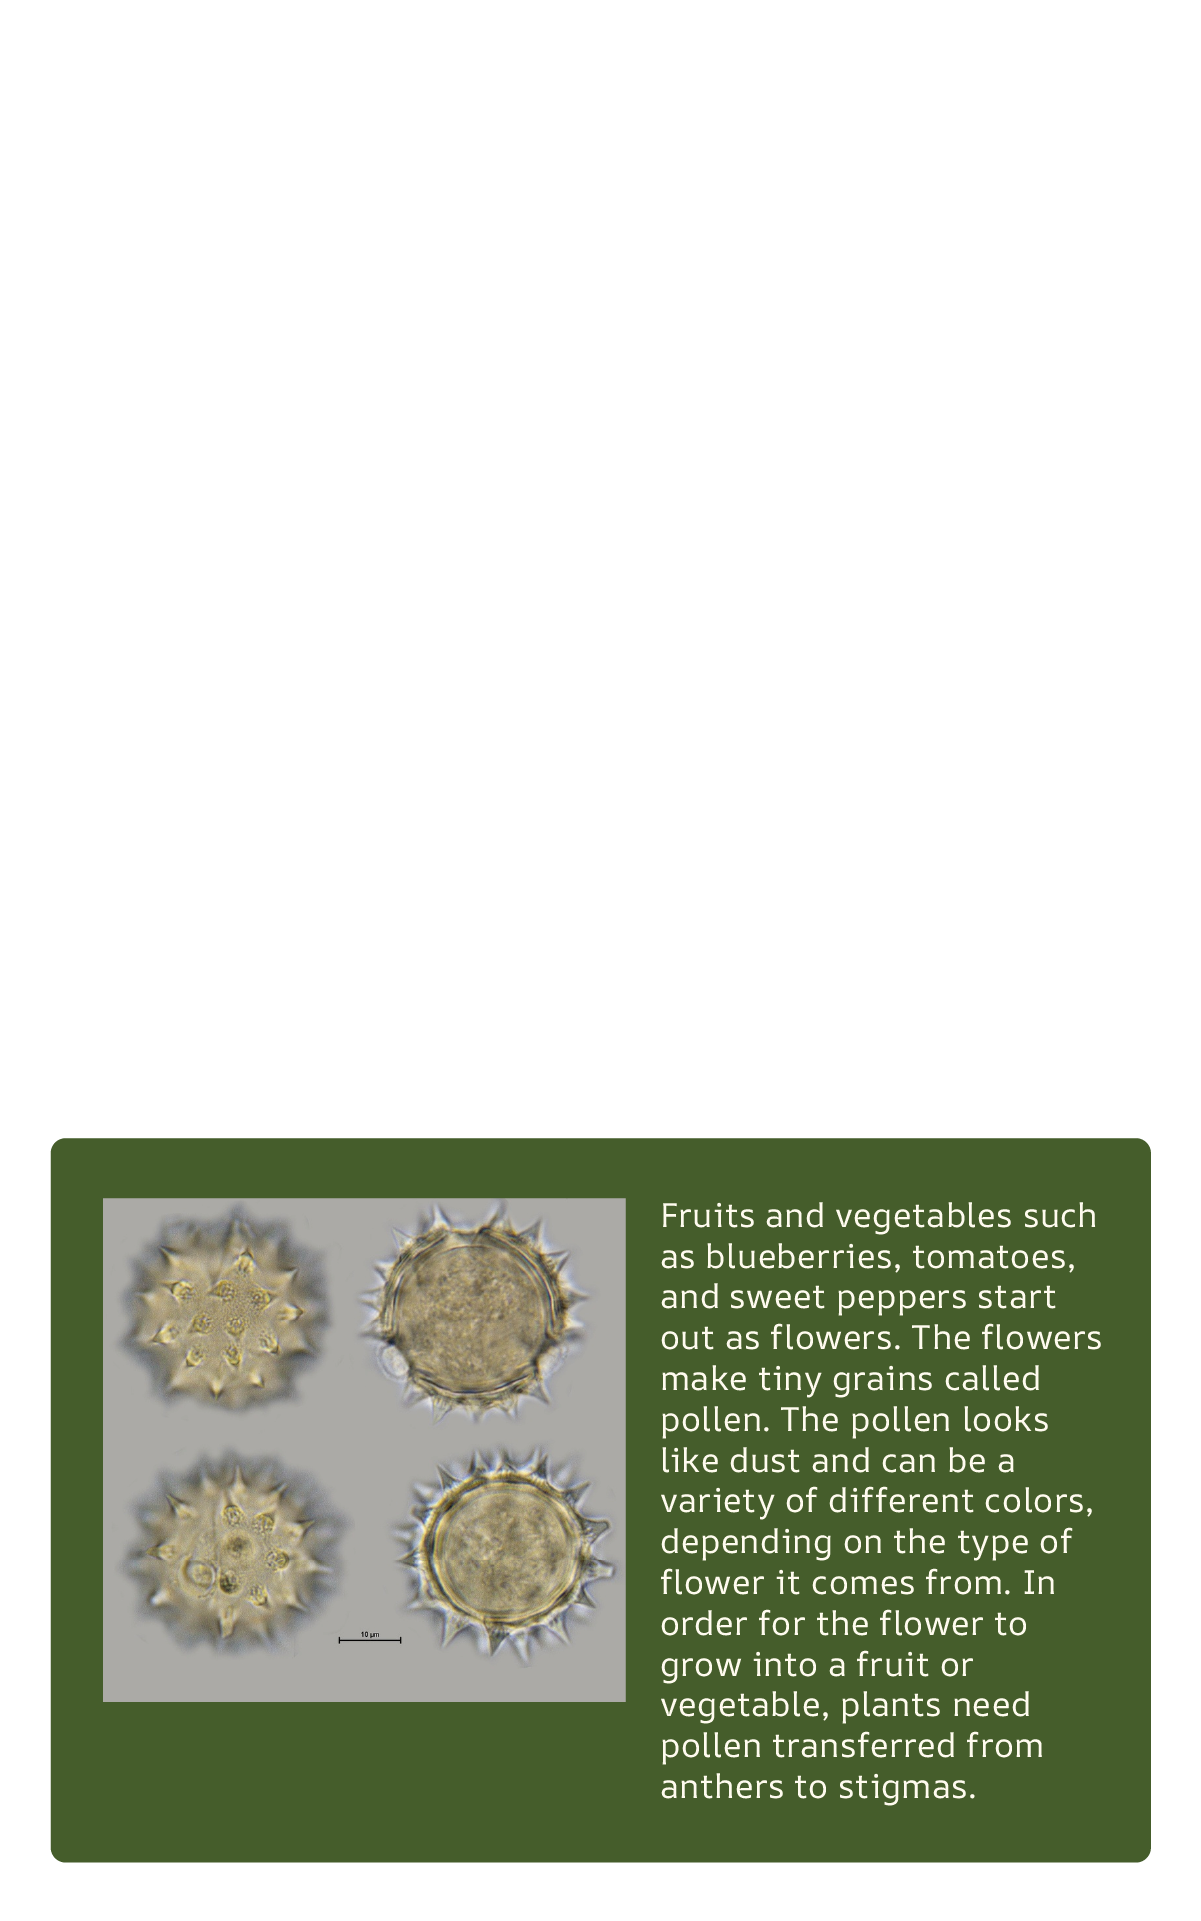 10 µm
Fruits and vegetables such
as blueberries, tomatoes,
and sweet peppers start
out as flowers. The flowers
make tiny grains called
pollen. The pollen looks
like dust and can be a
variety of different colors,
depending on the type of
flower it comes from. In
order for the flower to
grow into a fruit or
vegetable, plants need
pollen transferred from
anthers to stigmas.